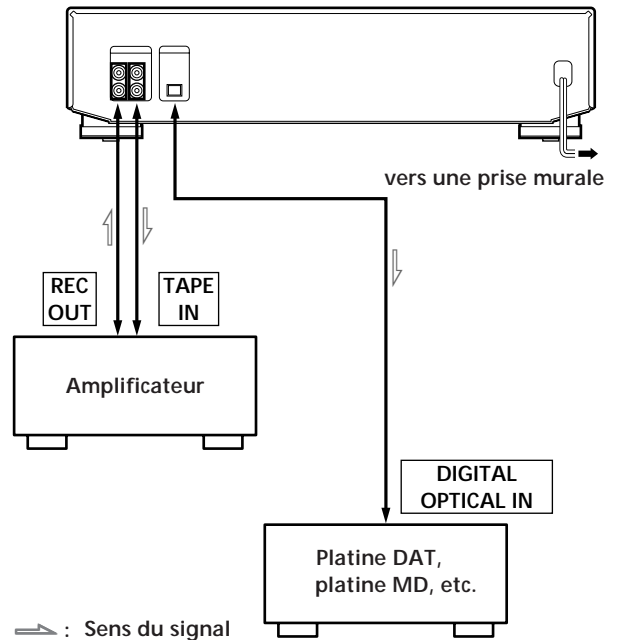 vers une prise murale
REC
OUT
TAPE
IN
Amplificateur
DIGITAL
OPTICAL IN
Platine DAT,
platine MD, etc.
: Sens du signal